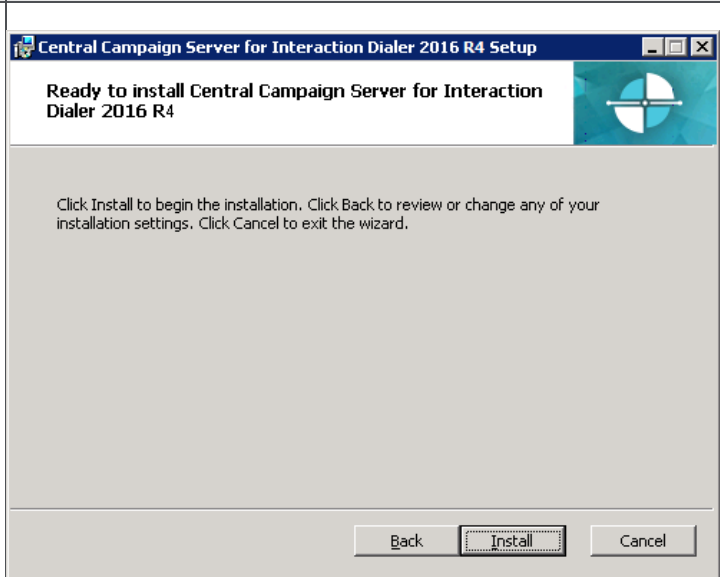 Central Campaign Server for Interaction Dialer 2016 R4 Setup
Ready to install Central Campaign Server for Interaction
Dialer 2016 R4
Click Install to begin the installation. Click Back to review or change any of your
installation settings. Click Cancel to exit the wizard.
Back Install Cancel